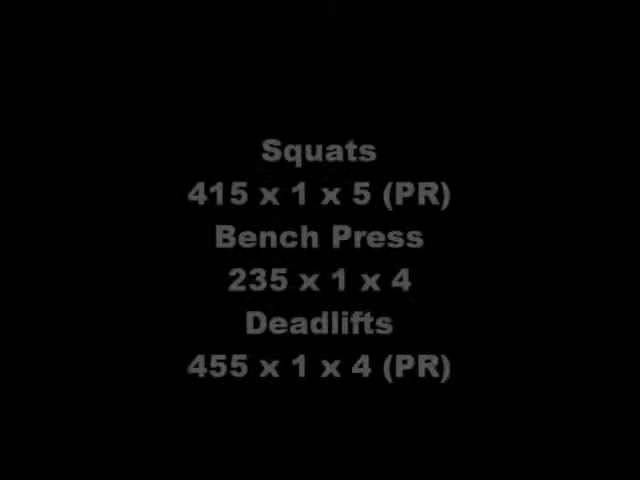 Squats
415 x 1 x 5 (PR)
Bench Press
235 x 1 x 4
Deadlifts
455 x 1 x 4 (PR)